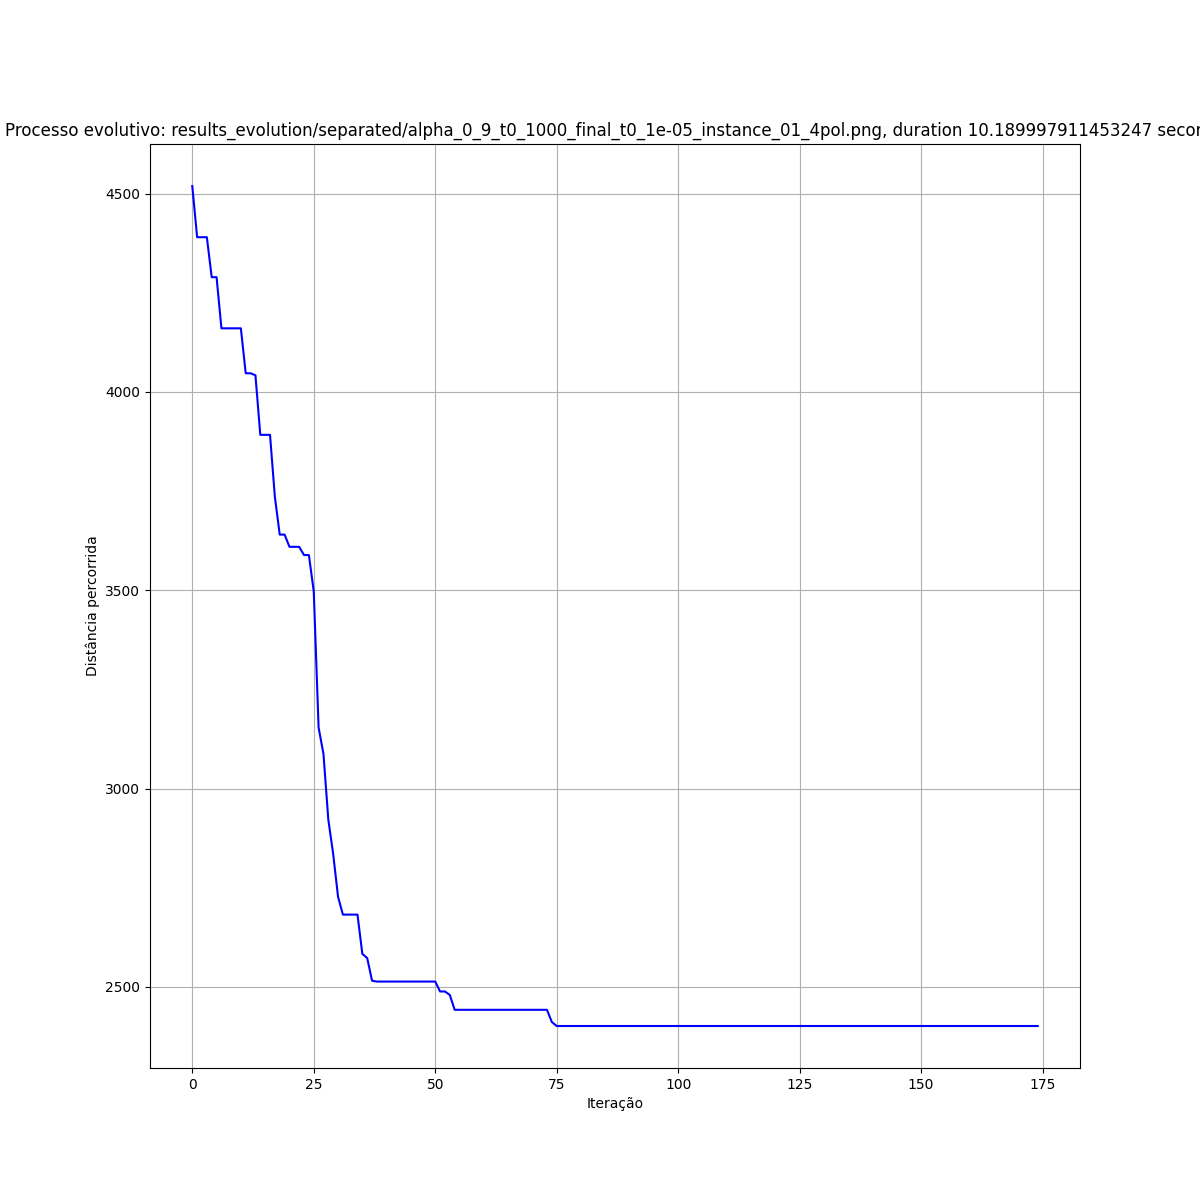 Processo evolutivo: results_evolution/separated/alpha_0_9_t0_1000_final_t0_1e-05_instance_01_4pol.png, duration 10.189997911453247
4500
4000
3500
3000
2500
Distância percorrida
0 25 50 75 100 125 150 175
Iteração